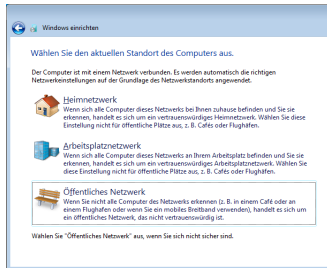 Windows einrichten
Wählen Sie den aktuellen Standort des Computers aus.
Der Computer ist mit einem Netzwerk verbunden. Es werden automatisch die richtigen
Netzwerkeinstellungen auf der Grundlage des Netzwerkstandorts angewendet.
Heimnetzwerk
Wenn sich alle Computer dieses Netzwerks bei Ihnen zuhause befinden und Sie sie
erkennen, handelt es sich um ein vertrauenswürdiges Heimnetzwerk. Wählen Sie diese
Einstellung nicht für öffentliche Plätze aus, z. B. Cafés oder Flughäfen.
Arbeitsplatznetzwerk
Wenn sich alle Computer dieses Netzwerks an Ihrem Arbeitsplatz befinden und Sie sie
erkennen, handelt es sich um ein vertrauenswürdiges Arbeitsplatznetzwerk. Wählen Sie
diese Einstellung nicht für öffentliche Plätze aus, z. B. Cafés oder Flughäfen.
Öffentliches Netzwerk
Wenn Sie nicht alle Computer des Netzwerks erkennen (z. B. in einem Café oder an
einem Flughafen oder wenn Sie ein mobiles Breitband verwenden), handelt es sich um
ein öffentliches Netzwerk, das nicht vertrauenswürdig ist.
Wählen Sie "Öffentliches Netzwerk" aus, wenn Sie sich nicht sicher sind.